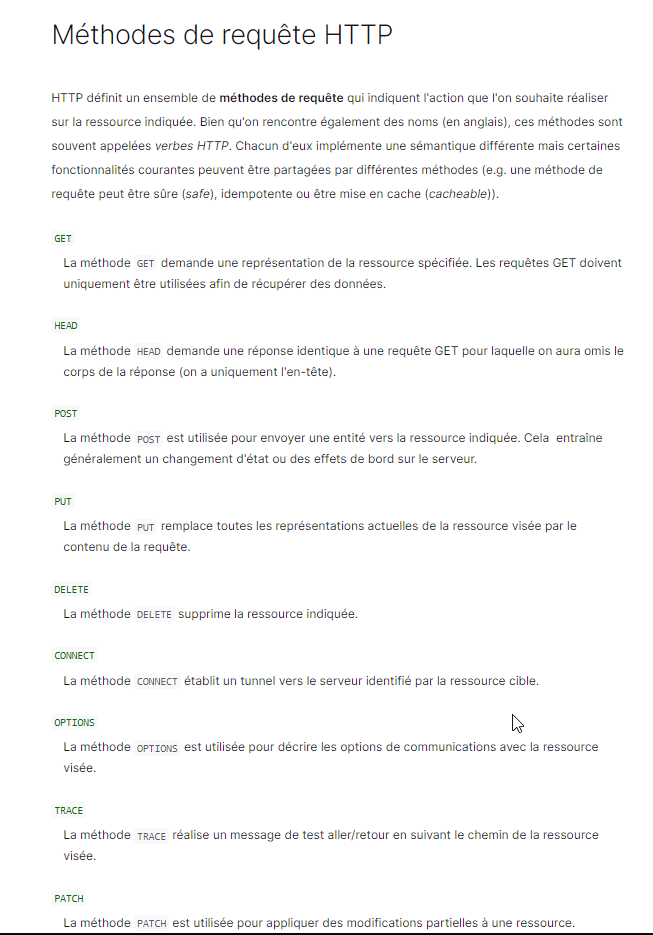 Méthodes de requête HTTP
HTTP définit un ensemble de méthodes de requête qui indiquent l'action que l'on souhaite réaliser
sur la ressource indiquée. Bien qu'on rencontre également des noms (en anglais), ces méthodes sont
souvent appelées verbes HTTP. Chacun d'eux implémente une sémantique différente mais certaines
fonctionnalités courantes peuvent être partagées par différentes méthodes (e.g. une méthode de
requête peut être sûre (safe), idempotente ou être mise en cache (cacheable)).
GET
La méthode GET demande une représentation de la ressource spécifiée. Les requêtes GET doivent
uniquement être utilisées afin de récupérer des données.
HEAD
La méthode HEAD demande une réponse identique à une requête GET pour laquelle on aura omis le
corps de la réponse (on a uniquement l'en-tête).
POST
La méthode POST est utilisée pour envoyer une entité vers la ressource indiquée. Cela entraîne
généralement un changement d'état ou des effets de bord sur le serveur.
PUT
La méthode PUT remplace toutes les représentations actuelles de la ressource visée par le
contenu de la requête.
DELETE
La méthode DELETE supprime la ressource indiquée.
CONNECT
La méthode CONNECT établit un tunnel vers le serveur identifié par la ressource cible.
OPTIONS
La méthode OPTIONS est utilisée pour décrire les options de communications avec la ressource
visée.
TRACE
La méthode TRACE réalise un message de test aller/retour en suivant le chemin de la ressource
visée.
PATCH
La méthode PATCH est utilisée pour appliquer des modifications partielles à une ressource.